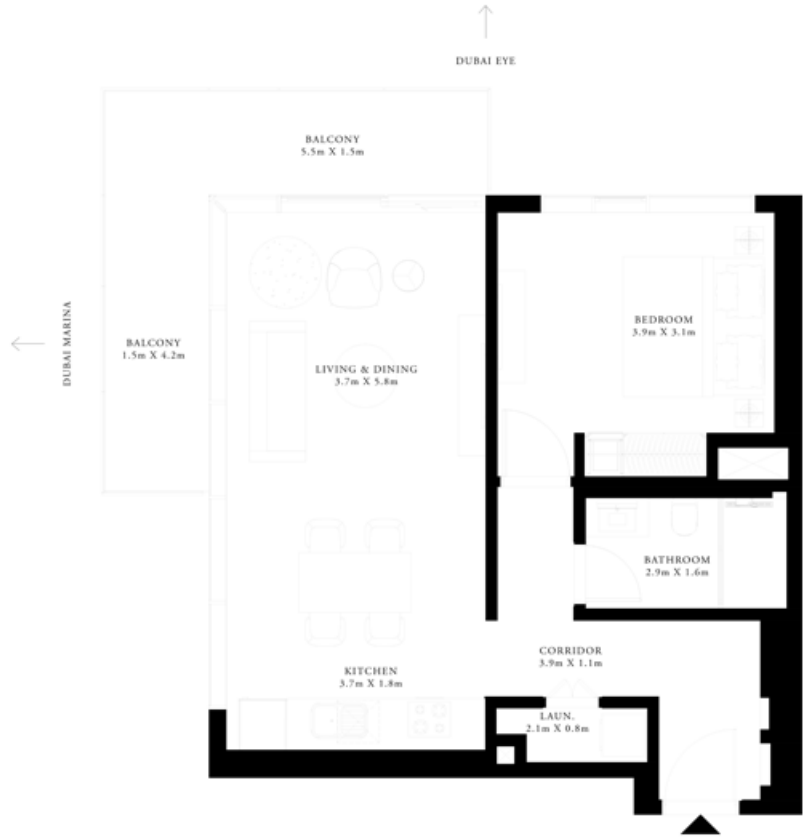 DUBAI EYE
BALCONY
5.5m X 1.5m
DUBAI MARINA
BALCONY
1.5m X 4.2m
LIVING & DINING
3.7m X 5.8m
BEDROOM
3.9m X 3.1m
BATHROOM
2.9m X 1.6m
CORRIDOR
3.9m X 1.1m
KITCHEN
3.7m X 1.8m
LAUN.
2.1m X 0.8m